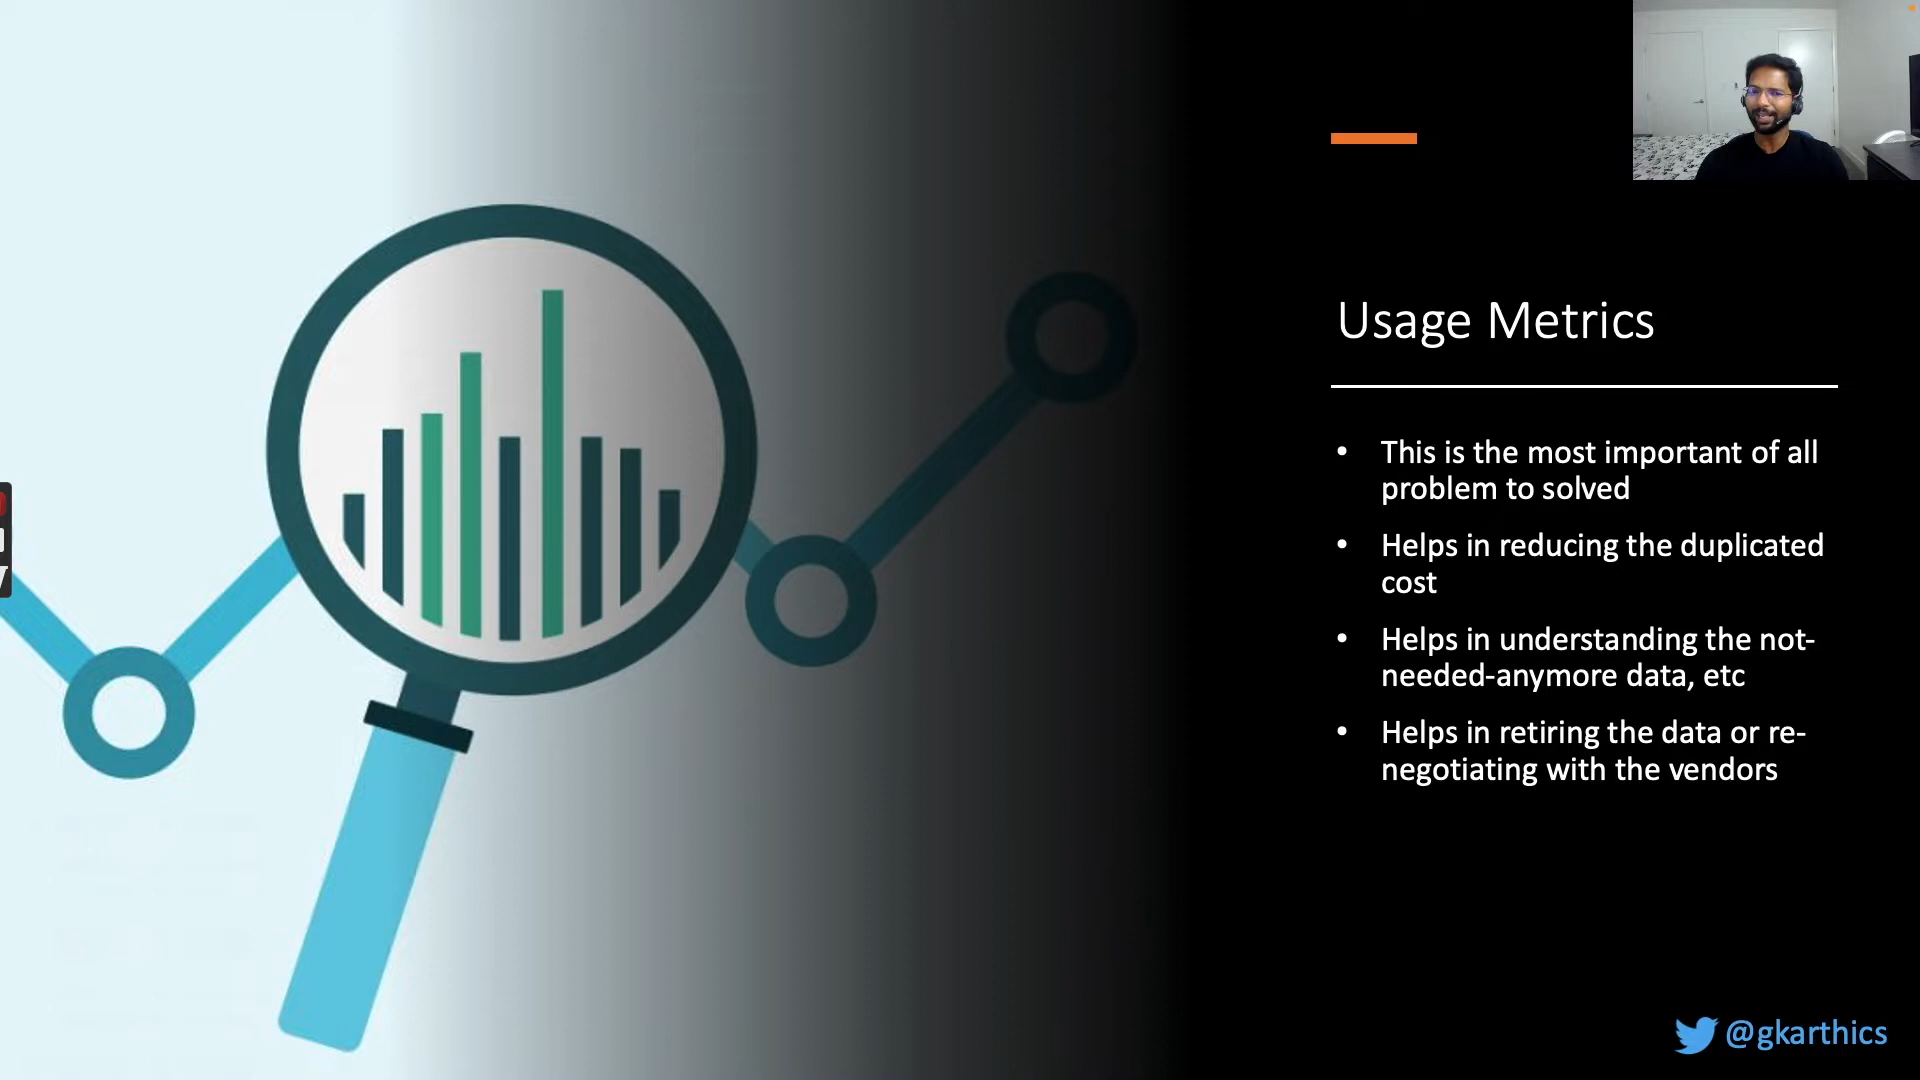 Usage Metrics
• This is the most important of all
problem to solved
• Helps in reducing the duplicated
cost
• Helps in understanding the not-
needed-anymore data, etc
• Helps in retiring the data or re-
negotiating with the vendors
@gkarthics